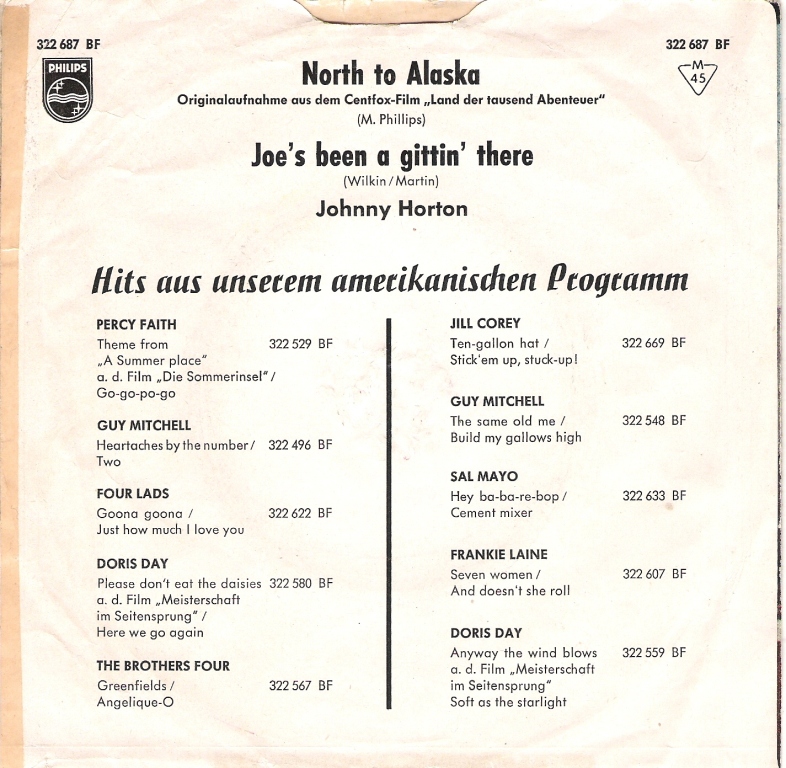 322 687 BF
322 687 BF
PHILIPS
M
45
North to Alaska
Originalaufnahme aus dem Centfox-Film „Land der tausend Abenteuer“
(M. Phillips)
Joe's been a gittin' there
(Wilkin / Martin)
Johnny Horton
Hits aus unserem amerikanischen Programm
PERCY FAITH
Theme from 322 529 BF
„A Summer place“
a. d. Film „Die Sommerinsel“ /
Go-go-po-go
GUY MITCHELL
Heartaches by the number / 322 496 BF
Two
FOUR LADS
Goona goona / 322 622 BF
Just how much I love you
DORIS DAY
Please don't eat the daisies 322 580 BF
a. d. Film „Meisterschaft
im Seitensprung“ /
Here we go again
THE BROTHERS FOUR
Greenfields / 322 567 BF
Angelique-O
JILL COREY
Ten-gallon hat / 322 669 BF
Stick'em up, stuck-up!
GUY MITCHELL
The same old me / 322 548 BF
Build my gallows high
SAL MAYO
Hey ba-ba-re-bop / 322 633 BF
Cement mixer
FRANKIE LAINE
Seven women / 322 607 BF
And doesn't she roll
DORIS DAY
Anyway the wind blows 322 559 BF
a. d. Film „Meisterschaft
im Seitensprung“
Soft as the starlight